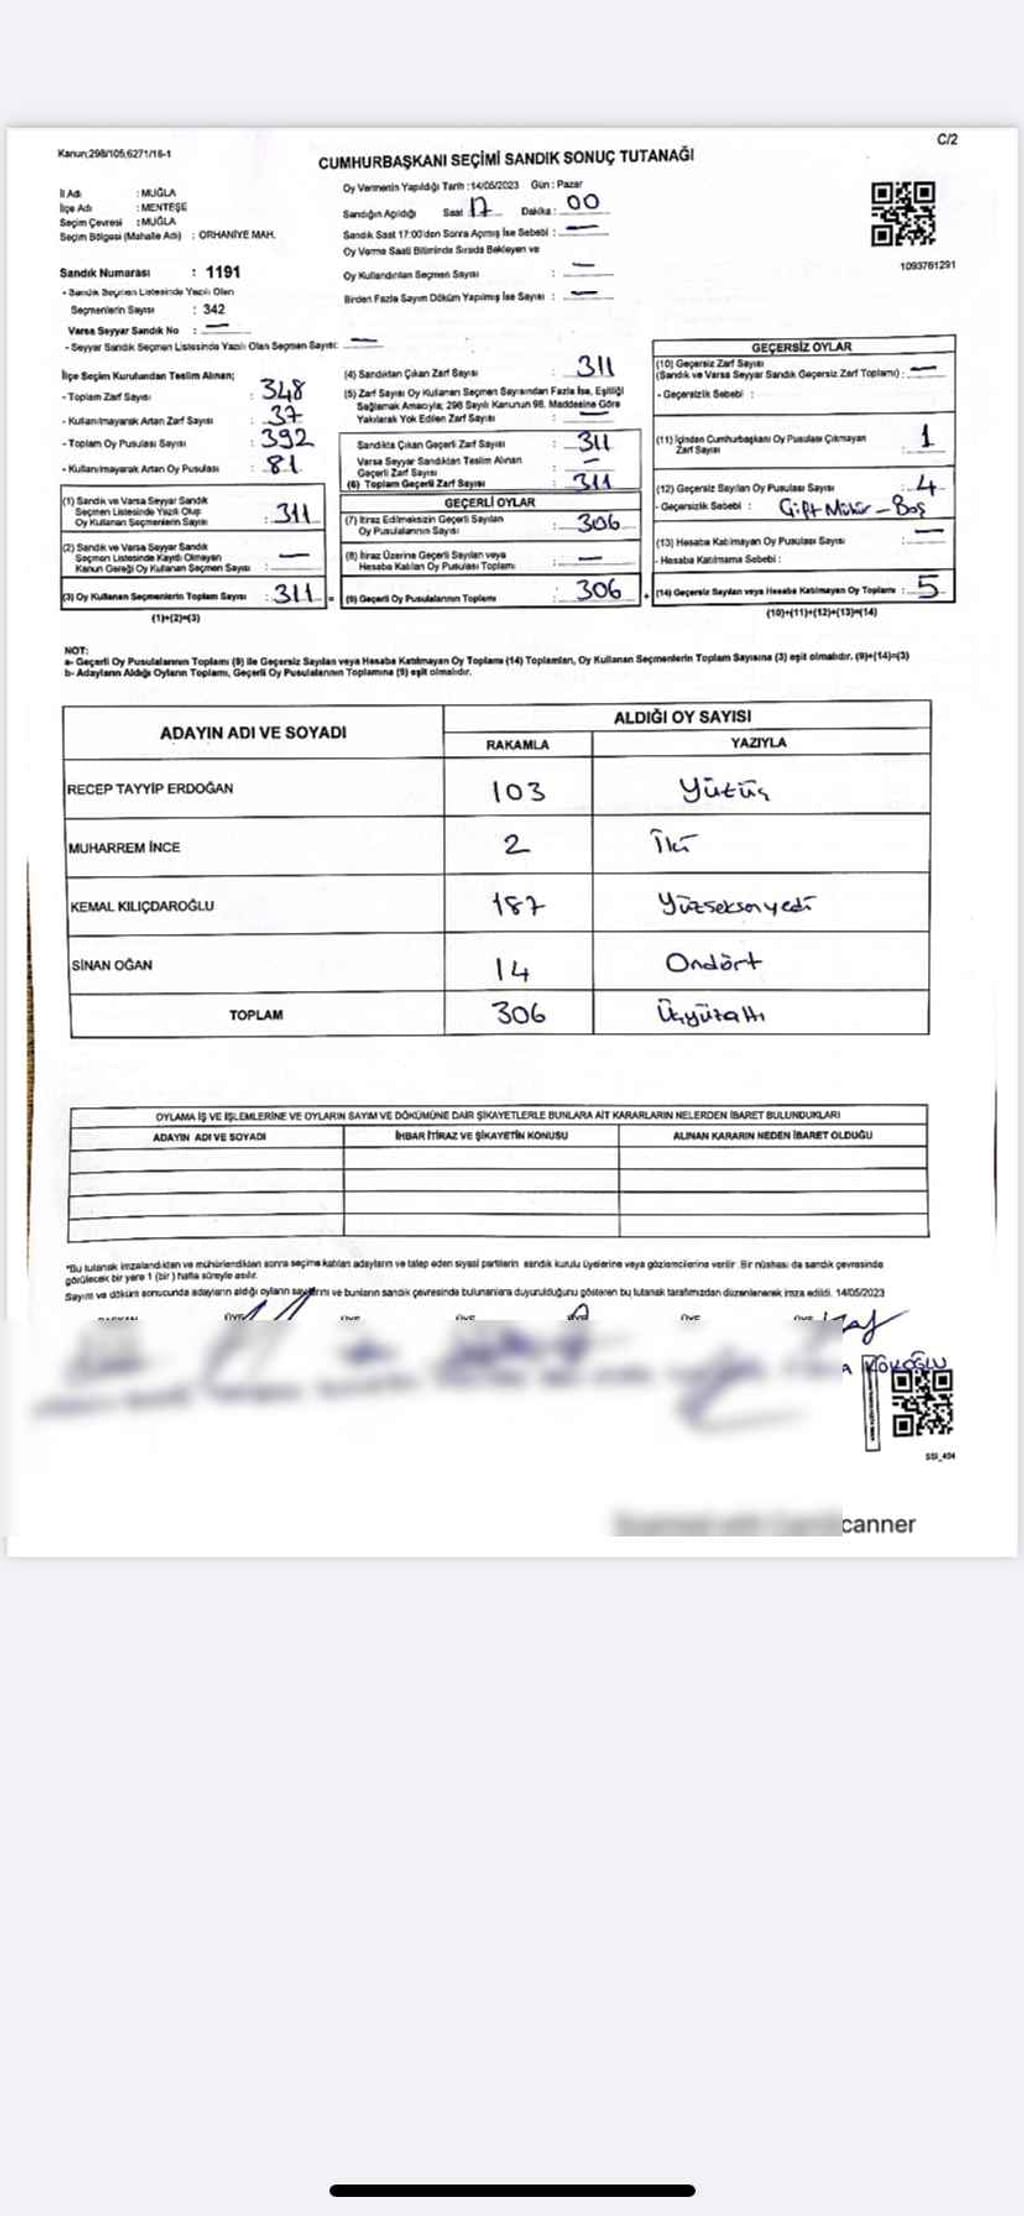 Kanun;298/105,6271/16-1
C/2
CUMHURBAŞKANI SEÇİMİ SANDIK SONUÇ TUTANAĞI
İl Adı : MUĞLA
İlçe Adı : MENTEŞE
Seçim Çevresi : MUĞLA
Seçim Bölgesi (Mahalle Adı) : ORHANİYE MAH.
Sandık Numarası : 1191
- Sandık Seçmen Listesinde Yazılı Olan
Seçmenlerin Sayısı : 342
Varsa Seyyar Sandık No : —
- Seyyar Sandık Seçmen Listesinde Yazılı Olan Seçmen Sayısı: —
Oy Vermenin Yapıldığı Tarih :14/05/2023 Gün : Pazar
Sandığın Açıldığı Saat 17 Dakika : 00
Sandık Saat 17:00'den Sonra Açılmış İse Sebebi : —
Oy Verme Saati Bitiminde Sırada Bekleyen ve
Oy Kullandırılan Seçmen Sayısı : —
Birden Fazla Sayım Döküm Yapılmış İse Sayısı : —
1093761291
İlçe Seçim Kurulundan Teslim Alınan;
- Toplam Zarf Sayısı : 348
- Kullanılmayarak Artan Zarf Sayısı : 37
- Toplam Oy Pusulası Sayısı : 392
- Kullanılmayarak Artan Oy Pusulası : 81
(1) Sandık ve Varsa Seyyar Sandık
Seçmen Listesinde Yazılı Olup
Oy Kullanan Seçmenlerin Sayısı : 311
(2) Sandık ve Varsa Seyyar Sandık
Seçmen Listesinde Kaydı Olmayan
Kanun Gereği Oy Kullanan Seçmen Sayısı : —
(3) Oy Kullanan Seçmenlerin Toplam Sayısı : 311 =
(1)+(2)=(3)
(4) Sandıktan Çıkan Zarf Sayısı : 311
(5) Zarf Sayısı Oy Kullanan Seçmen Sayısından Fazla İse, Eşitliği
Sağlamak Amacıyla; 298 Sayılı Kanunun 98. Maddesine Göre
Yakılarak Yok Edilen Zarf Sayısı : —
Sandıkta Çıkan Geçerli Zarf Sayısı : 311
Varsa Seyyar Sandıktan Teslim Alınan
Geçerli Zarf Sayısı : —
(6) Toplam Geçerli Zarf Sayısı : 311
GEÇERLİ OYLAR
(7) İtiraz Edilmeksizin Geçerli Sayılan
Oy Pusulalarının Sayısı : 306
(8) İtiraz Üzerine Geçerli Sayılan veya
Hesaba Katılan Oy Pusulası Toplamı : —
(9) Geçerli Oy Pusulalarının Toplamı : 306 +
GEÇERSİZ OYLAR
(10) Geçersiz Zarf Sayısı
(Sandık ve Varsa Seyyar Sandık Geçersiz Zarf Toplamı) : —
- Geçersizlik Sebebi :
(11) İçinden Cumhurbaşkanı Oy Pusulası Çıkmayan
Zarf Sayısı : 1
(12) Geçersiz Sayılan Oy Pusulası Sayısı : 4
- Geçersizlik Sebebi : Çift Mühür - Boş
(13) Hesaba Katılmayan Oy Pusulası Sayısı : —
- Hesaba Katılmama Sebebi :
(14) Geçersiz Sayılan veya Hesaba Katılmayan Oy Toplamı : 5
(10)+(11)+(12)+(13)=(14)
NOT:
a- Geçerli Oy Pusulalarının Toplamı (9) ile Geçersiz Sayılan veya Hesaba Katılmayan Oy Toplamı (14) Toplamları, Oy Kullanan Seçmenlerin Toplam Sayısına (3) eşit olmalıdır. (9)+(14)=(3)
b- Adayların Aldığı Oyların Toplamı, Geçerli Oy Pusulalarının Toplamına (9) eşit olmalıdır.
ADAYIN ADI VE SOYADI
ALDIĞI OY SAYISI
RAKAMLA YAZIYLA
RECEP TAYYİP ERDOĞAN 103 Yüzüç
MUHARREM İNCE 2 İki
KEMAL KILIÇDAROĞLU 187 Yüzseksenyedi
SİNAN OĞAN 14 Ondört
TOPLAM 306 Üçyüzaltı
OYLAMA İŞ VE İŞLEMLERİNE VE OYLARIN SAYIM VE DÖKÜMÜNE DAİR ŞİKAYETLERLE BUNLARA AİT KARARLARIN NELERDEN İBARET BULUNDUKLARI
ADAYIN ADI VE SOYADI İHBAR İTİRAZ VE ŞİKAYETİN KONUSU ALINAN KARARIN NEDEN İBARET OLDUĞU
*Bu tutanak imzalandıktan ve mühürlendikten sonra seçime katılan adayların ve talep eden siyasi partilerin sandık kurulu üyelerine veya gözlemcilerine verilir. Bir nüshası da sandık çevresinde
görülecek bir yere 1 (bir) hafta süreyle asılır.
Sayım ve döküm sonucunda adayların aldığı oyların sayılarını ve bunların sandık çevresinde bulunanlara duyurulduğunu gösteren bu tutanak tarafımızdan düzenlenerek imza edildi. 14/05/2023
canner